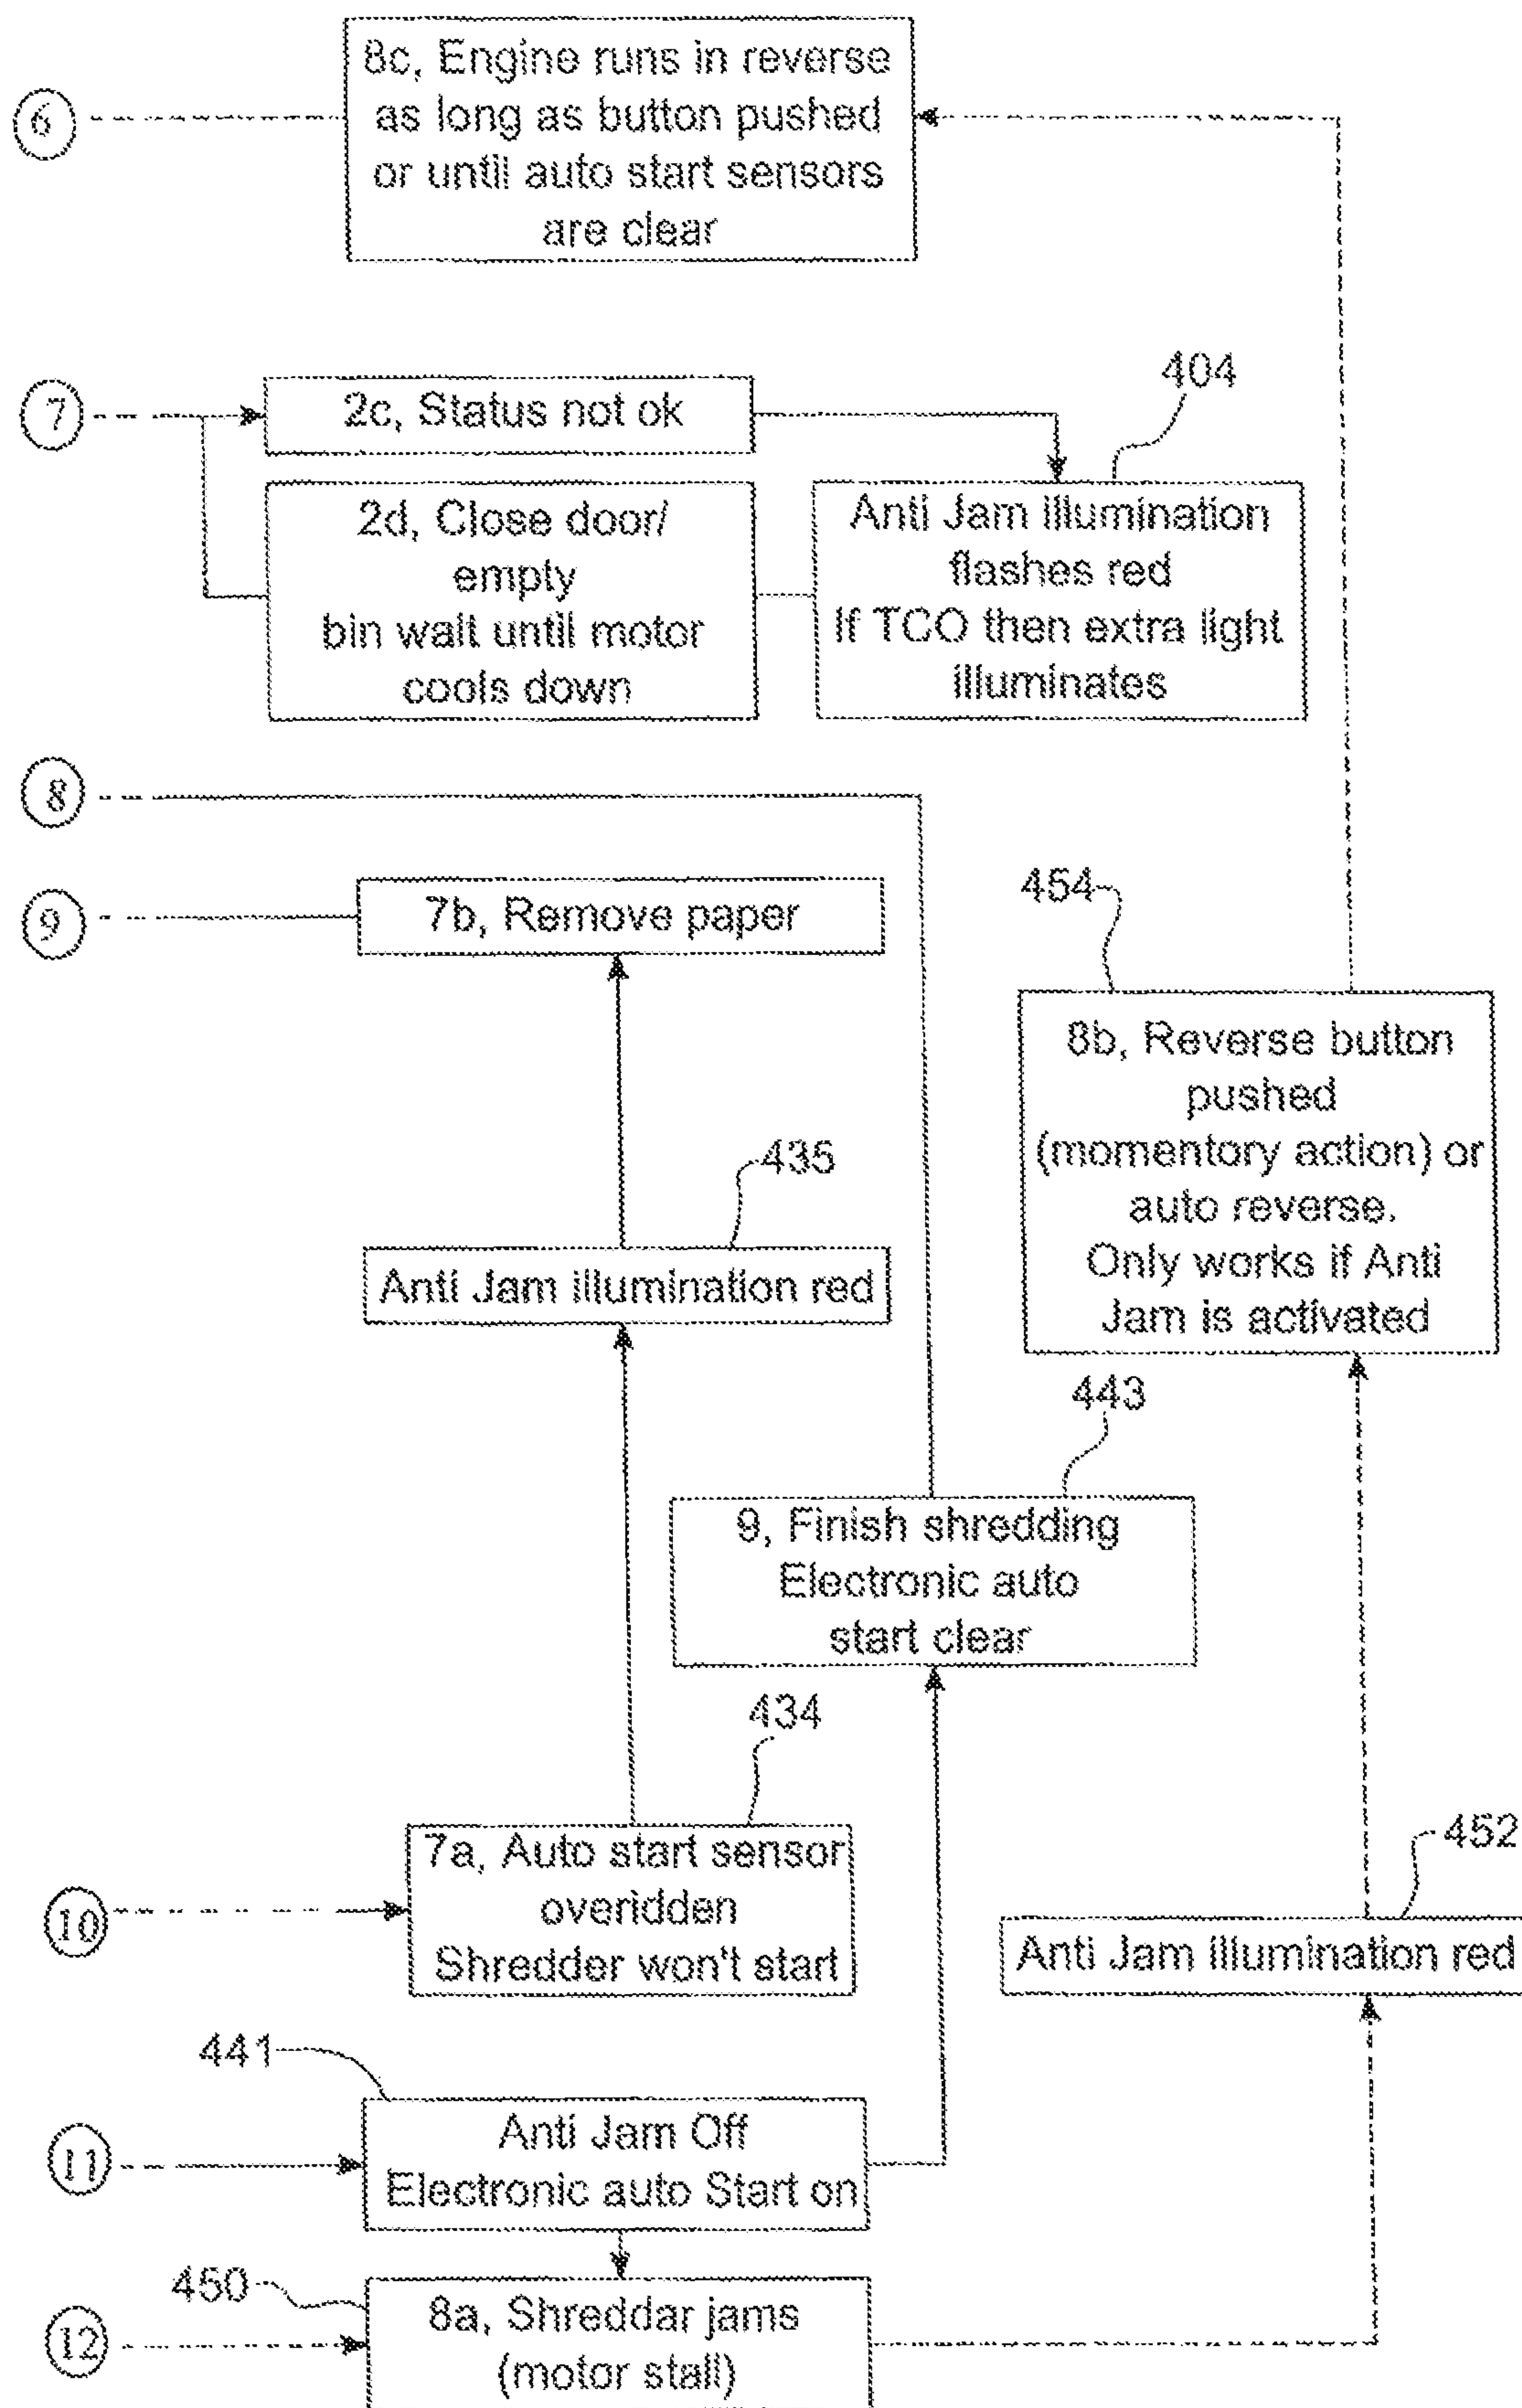 8c, Engine runs in reverse
as long as button pushed
or until auto start sensors
are clear
6
404
7
2c, Status not ok
2d, Close door/
empty
bin wait until motor
cools down
Anti Jam illumination
flashes red
If TCO then extra light
illuminates
8
9
7b, Remove paper
454
8b, Reverse button
pushed
(momentory action) or
auto reverse.
Only works if Anti
Jam is activated
435
Anti Jam illumination red
443
9, Finish shredding
Electronic auto
start clear
434
7a, Auto start sensor
overidden
Shredder won't start
10
452
Anti Jam illumination red
441
11
Anti Jam Off
Electronic auto Start on
450
12
8a, Shreddar jams
(motor stall)